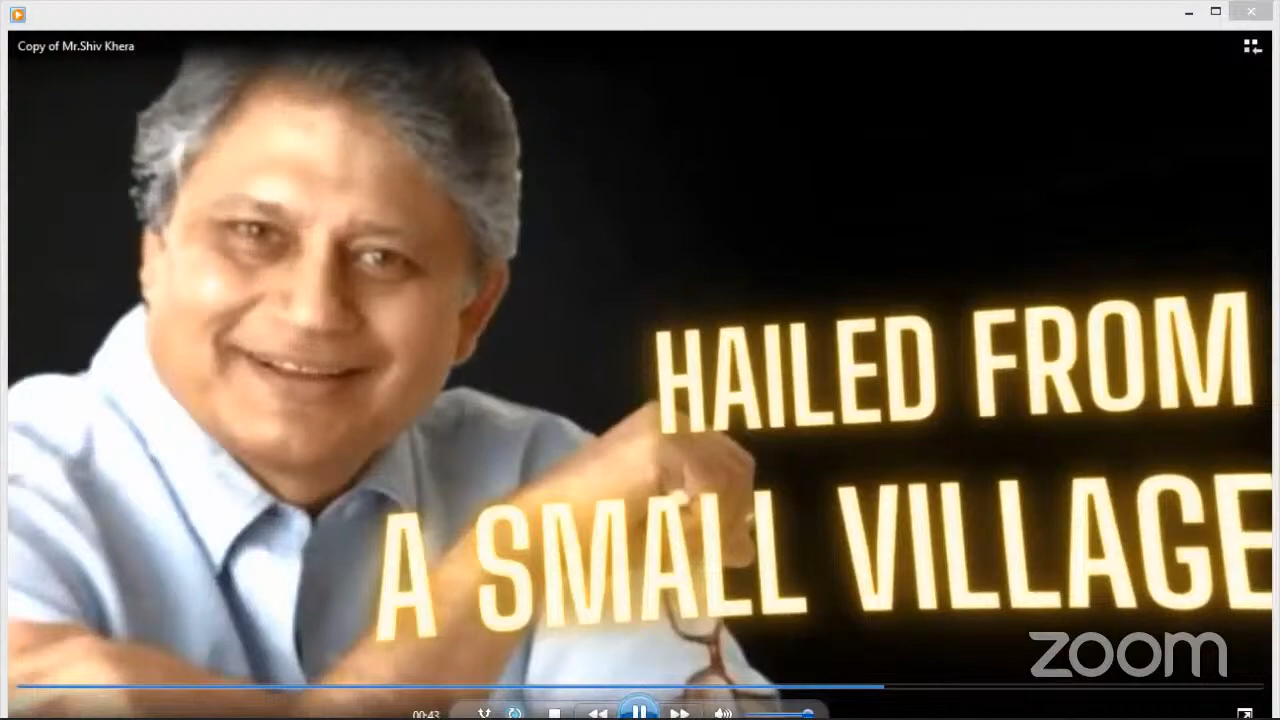 Copy of Mr.Shiv Khera
HAILED FROM
A SMALL VILLAGE
zoom
00:43